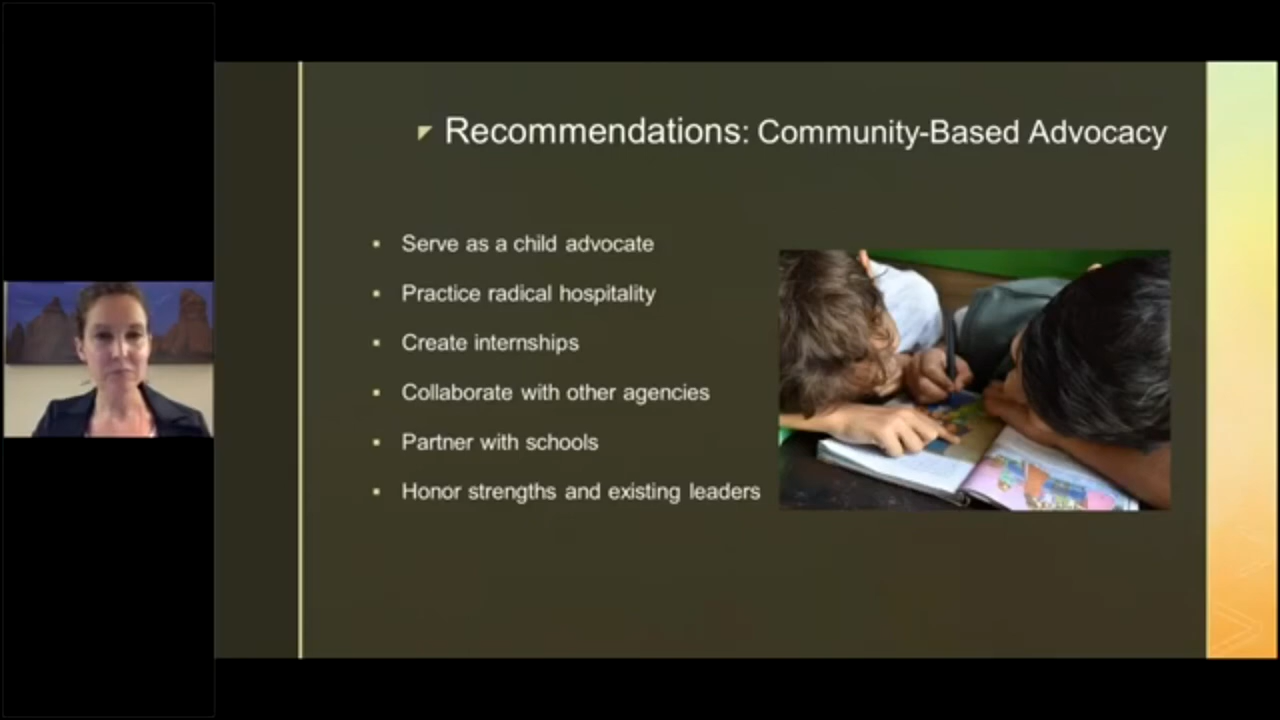 Recommendations: Community-Based Advocacy
Serve as a child advocate
Practice radical hospitality
Create internships
Collaborate with other agencies
Partner with schools
Honor strengths and existing leaders